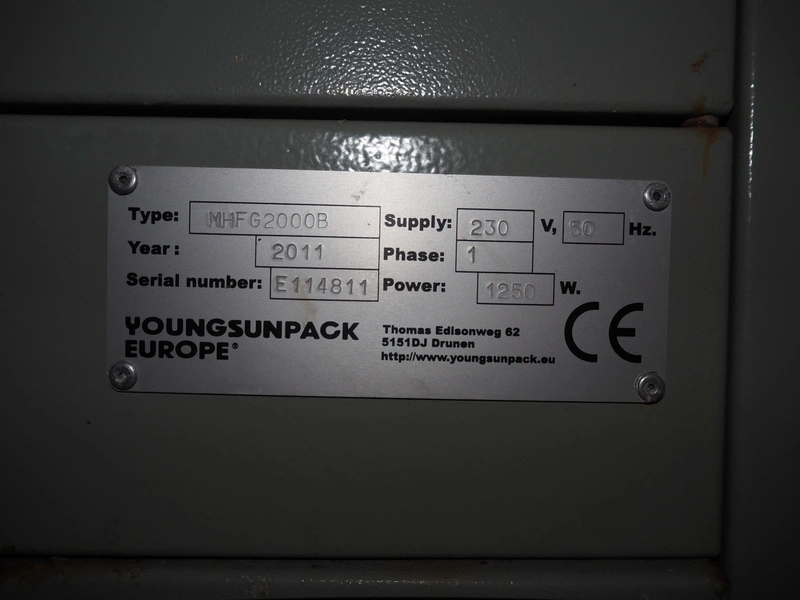 Type: MHFG2000B Supply: 230 V, 50 Hz.
Year: 2011 Phase: 1
Serial number: E114811 Power: 1250 W.
YOUNGSUNPACK
EUROPE®
Thomas Edisonweg 62
5151DJ Drunen
http://www.youngsunpack.eu
CE